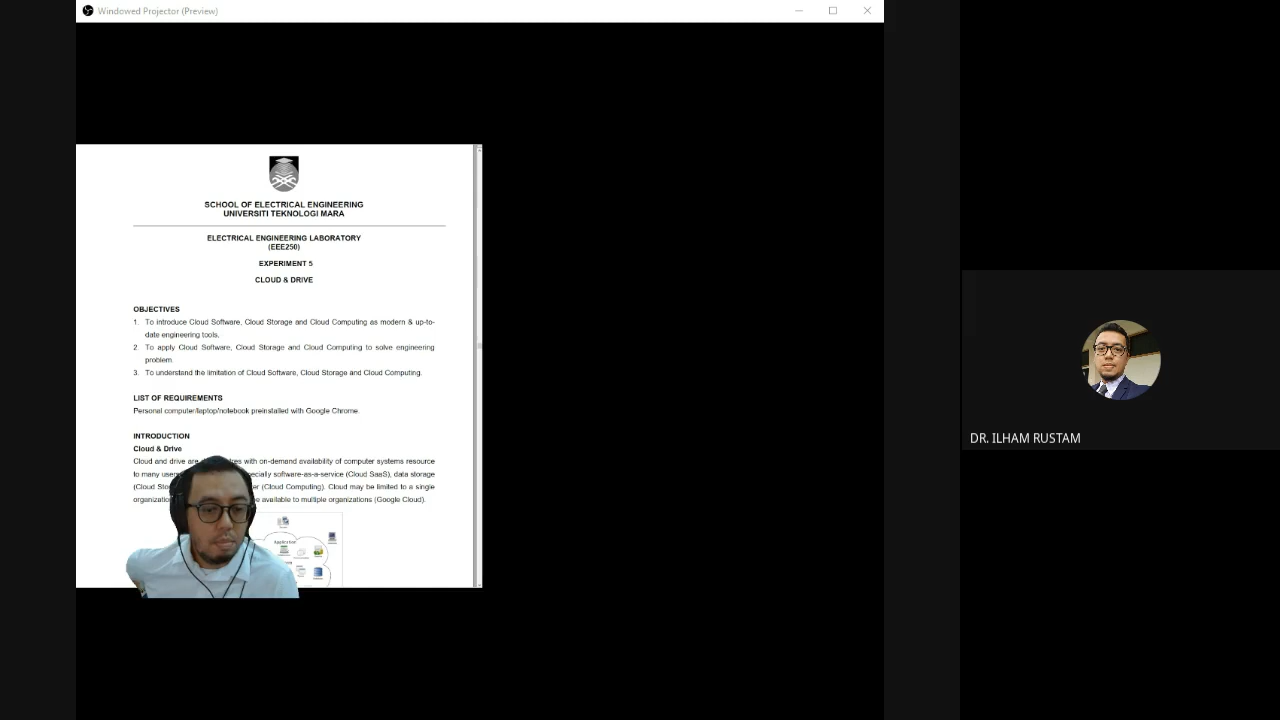 Windowed Projector (Preview)
SCHOOL OF ELECTRICAL ENGINEERING
UNIVERSITI TEKNOLOGI MARA
ELECTRICAL ENGINEERING LABORATORY
(EEE250)
EXPERIMENT 5
CLOUD & DRIVE
OBJECTIVES
1. To introduce Cloud Software, Cloud Storage and Cloud Computing as modern & up-to-
date engineering tools.
2. To apply Cloud Software, Cloud Storage and Cloud Computing to solve engineering
problem
3. To understand the limitation of Cloud Software, Cloud Storage and Cloud Computing.
LIST OF REQUIREMENTS
Personal computer/laptop/notebook preinstalled with Google Chrome.
INTRODUCTION
Cloud & Drive
Cloud and drive are with on-demand availability of computer systems resource
to many software-as-a-service (Cloud SaaS), data storage
(Cloud (Cloud Computing). Cloud may be limited to a single
be available to multiple organizations (Google Cloud).
Application
DR. ILHAM RUSTAM